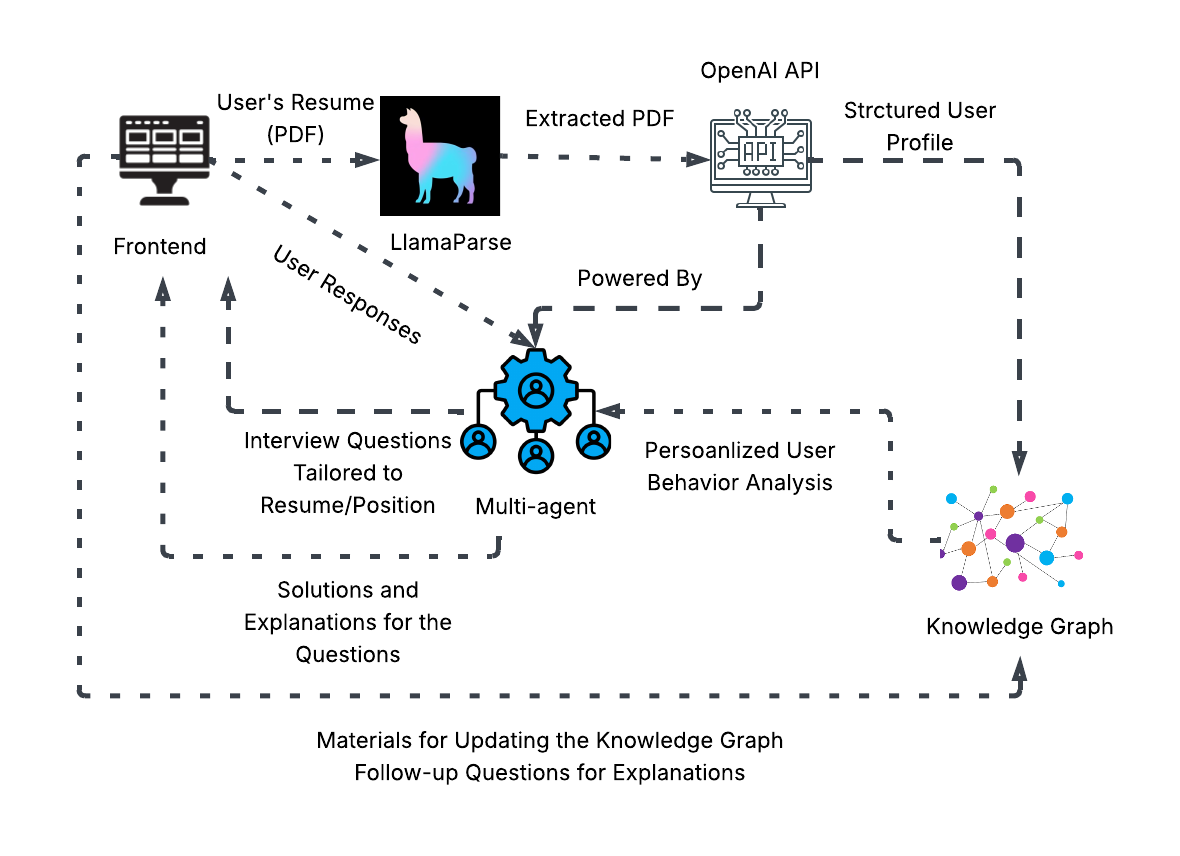 OpenAI API
User's Resume
(PDF)
Extracted PDF
Strctured User
Profile
API
Frontend
LlamaParse
User Responses
Powered By
Interview Questions
Tailored to
Resume/Position
Multi-agent
Persoanlized User
Behavior Analysis
Solutions and
Explanations for the
Questions
Knowledge Graph
Materials for Updating the Knowledge Graph
Follow-up Questions for Explanations